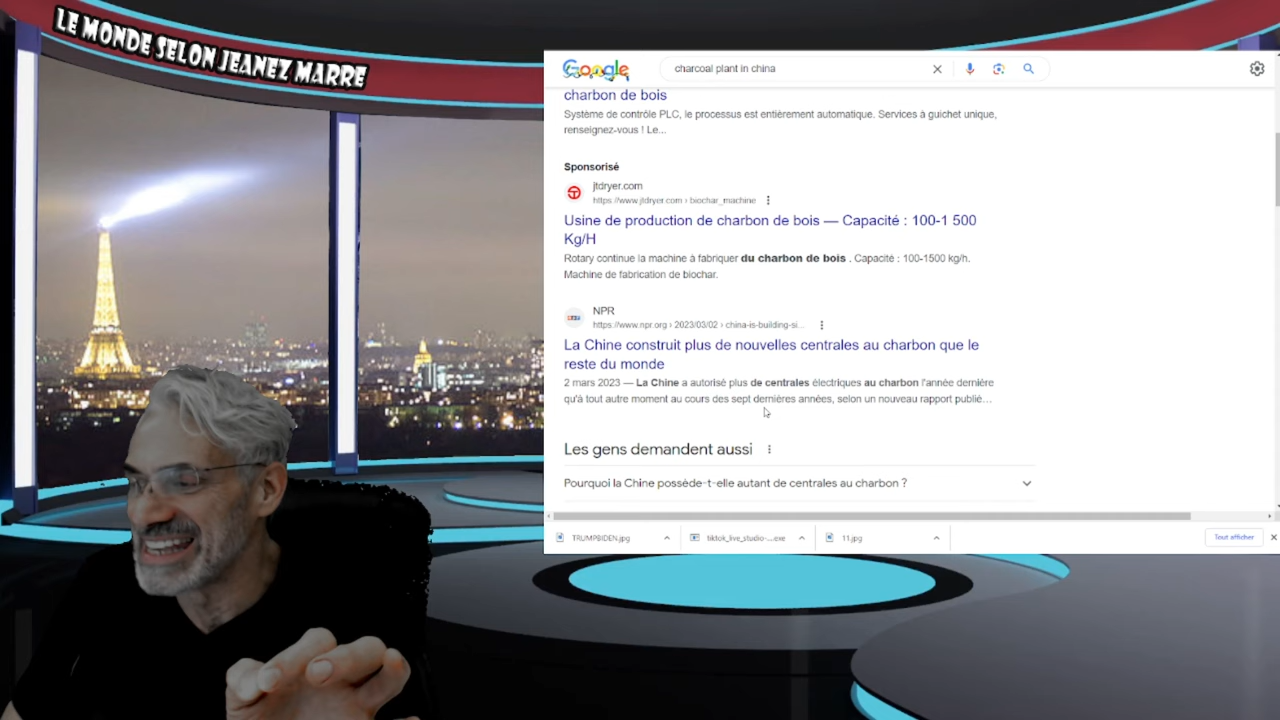 LE MONDE SELON JEANEZ MARRE
Google
charcoal plant in china
charbon de bois
Système de contrôle PLC, le processus est entièrement automatique. Services à guichet unique,
renseignez-vous ! Le...
Sponsorisé
jtdryer.com
https://www.jtdryer.com › biochar_machine
Usine de production de charbon de bois — Capacité : 100-1 500
Kg/H
Rotary continue la machine à fabriquer du charbon de bois . Capacité : 100-1500 kg/h.
Machine de fabrication de biochar.
NPR
https://www.npr.org › 2023/03/02 › china-is-building-si...
La Chine construit plus de nouvelles centrales au charbon que le
reste du monde
2 mars 2023 — La Chine a autorisé plus de centrales électriques au charbon l'année dernière
qu'à tout autre moment au cours des sept dernières années, selon un nouveau rapport publié...
Les gens demandent aussi
Pourquoi la Chine possède-t-elle autant de centrales au charbon ?
TRUMPBIDEN.jpg
tiktok_live_studio-....exe
11.jpg
Tout afficher